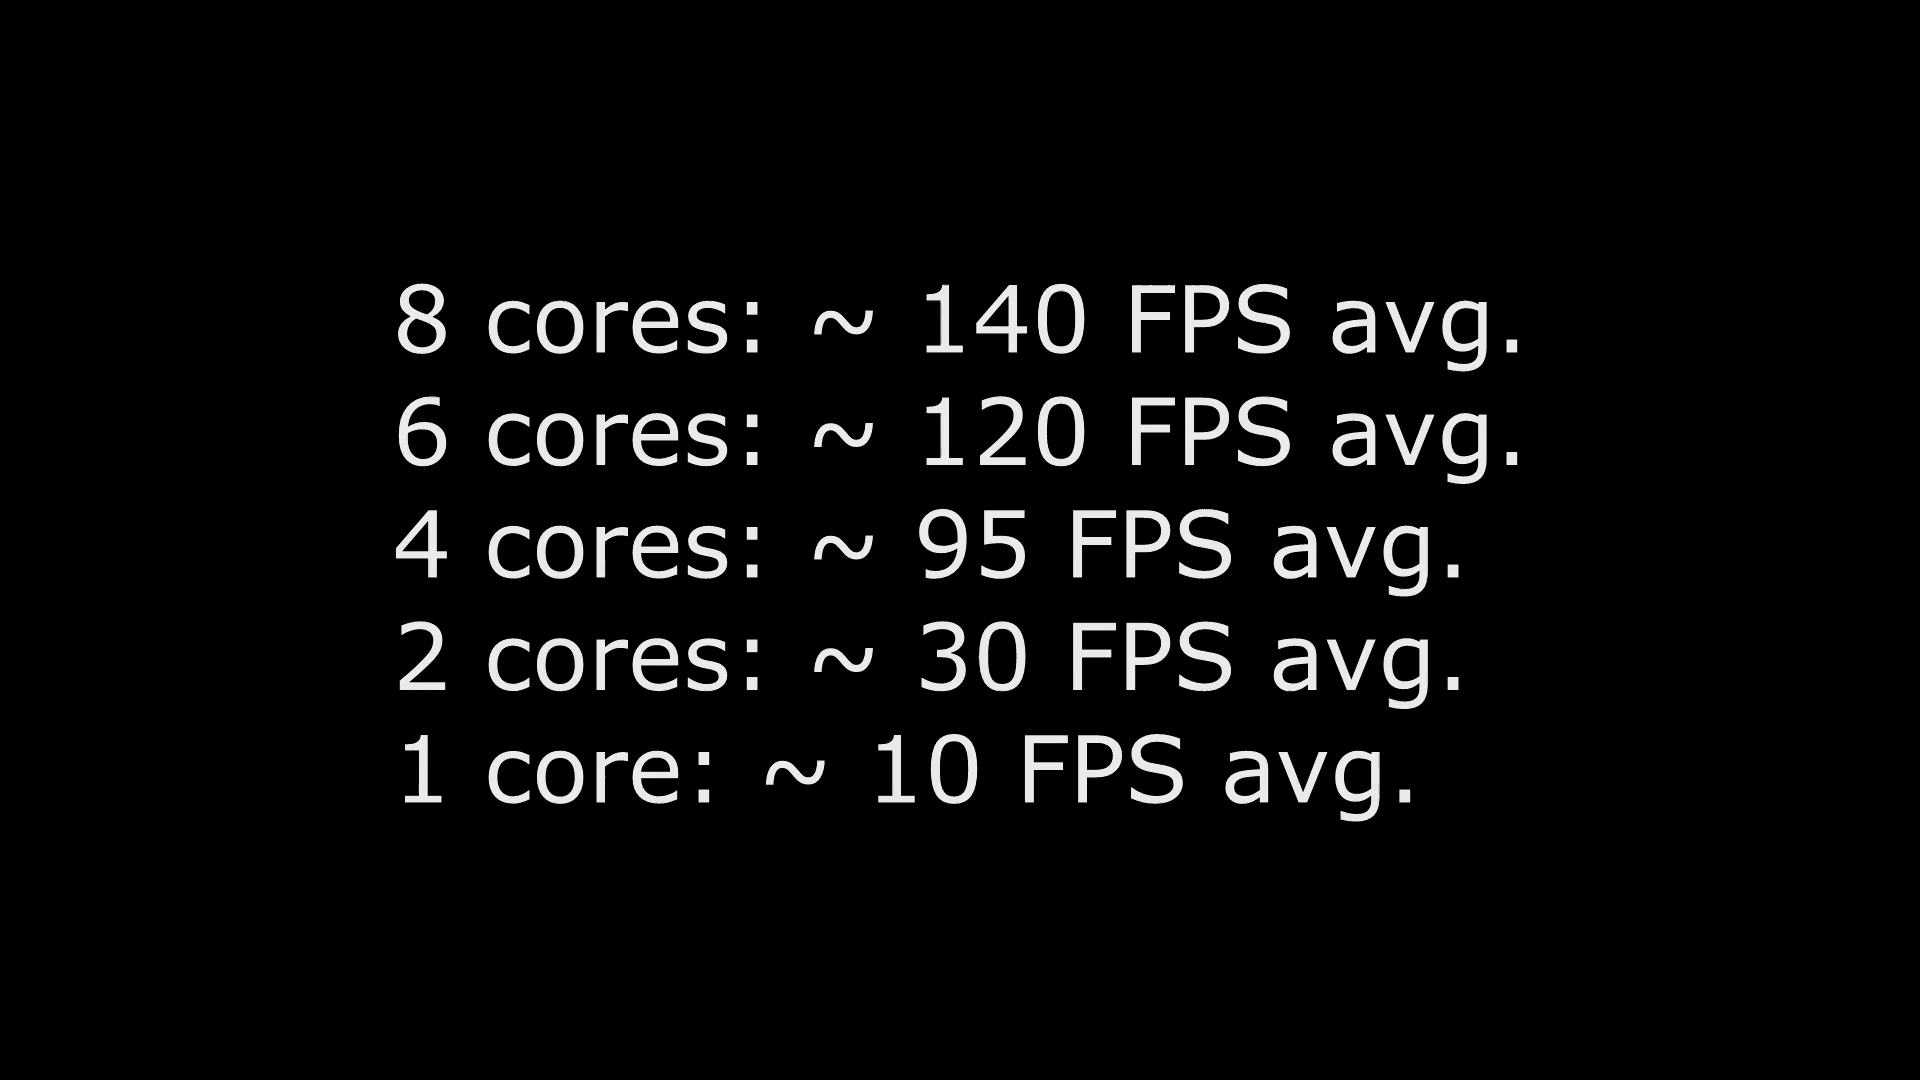 8 cores: ~ 140 FPS avg.
6 cores: ~ 120 FPS avg.
4 cores: ~ 95 FPS avg.
2 cores: ~ 30 FPS avg.
1 core: ~ 10 FPS avg.